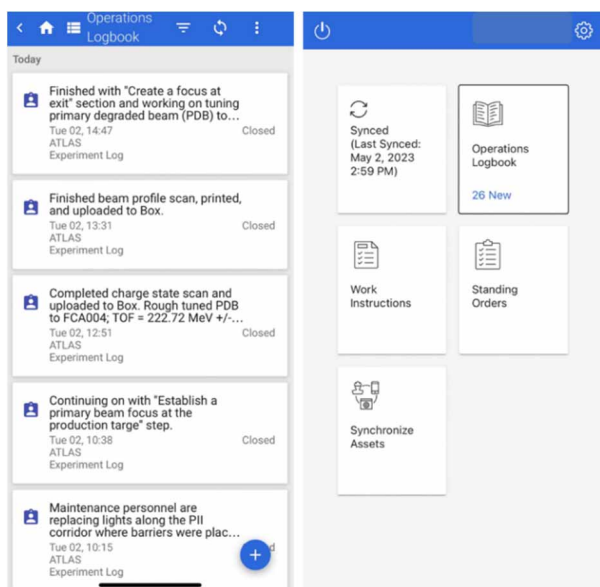 Operations
Logbook
Today
Finished with "Create a focus at
exit" section and working on tuning
primary degraded beam (PDB) to...
Tue 02, 14:47
Closed
ATLAS
Experiment Log
Finished beam profile scan, printed,
and uploaded to Box.
Tue 02, 13:31
Closed
ATLAS
Experiment Log
Completed charge state scan and
uploaded to Box. Rough tuned PDB
to FCA004; TOF = 222.72 MeV +/-...
Tue 02, 12:51
Closed
ATLAS
Experiment Log
Continuing on with "Establish a
primary beam focus at the
production targe" step.
Tue 02, 10:38
Closed
ATLAS
Experiment Log
Maintenance personnel are
replacing lights along the PII
corridor where barriers were plac...
Tue 02, 10:15
d
ATLAS
Experiment Log
Synced
(Last Synced:
May 2, 2023
2:59 PM)
Operations
Logbook
26 New
Work
Instructions
Standing
Orders
Synchronize
Assets